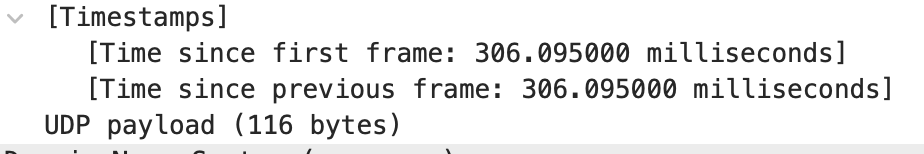 [Timestamps]
[Time since first frame: 306.095000 milliseconds]
[Time since previous frame: 306.095000 milliseconds]
UDP payload (116 bytes)